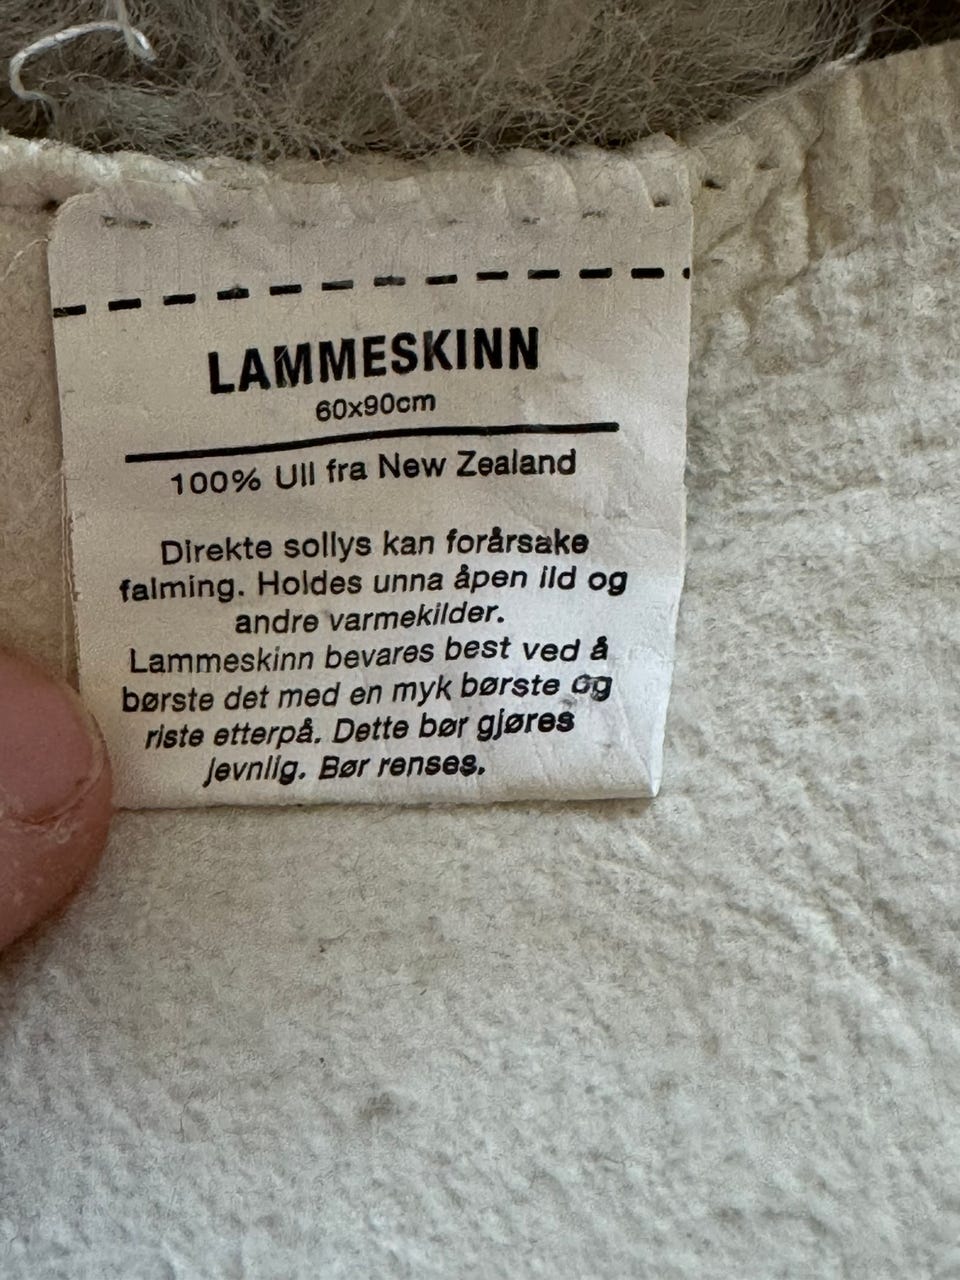 LAMMESKINN
60x90cm
100% Ull fra New Zealand
Direkte sollys kan forårsake
falming. Holdes unna åpen ild og
andre varmekilder.
Lammeskinn bevares best ved å
børste det med en myk børste og
riste etterpå. Dette bør gjøres
jevnlig. Bør renses.